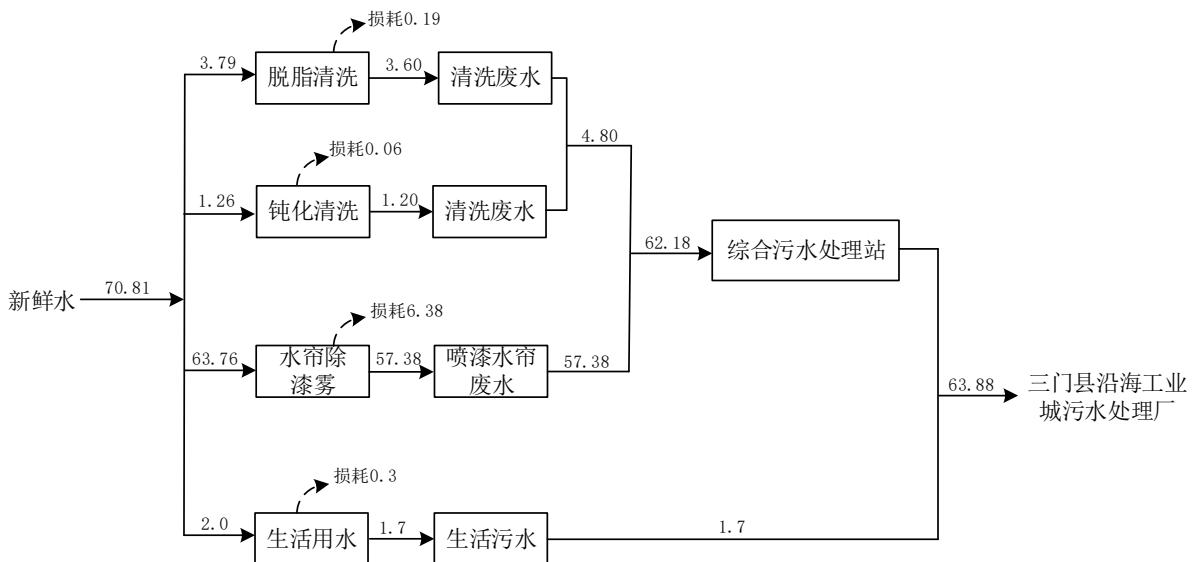 损耗0.19
3.79
脱脂清洗
3.60
清洗废水
4.80
损耗0.06
1.26
钝化清洗
1.20
清洗废水
62.18
综合污水处理站
新鲜水
70.81
损耗6.38
63.76
水帘除
漆雾
57.38
喷漆水帘
废水
57.38
63.88
三门县沿海工业
城污水处理厂
损耗0.3
2.0
生活用水
1.7
生活污水
1.7